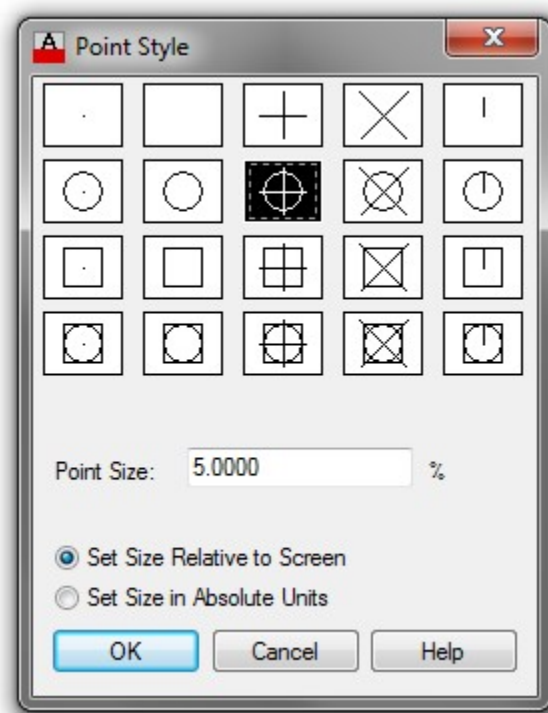 A Point Style
Point Size: 5.0000 %
Set Size Relative to Screen
Set Size in Absolute Units
OK Cancel Help